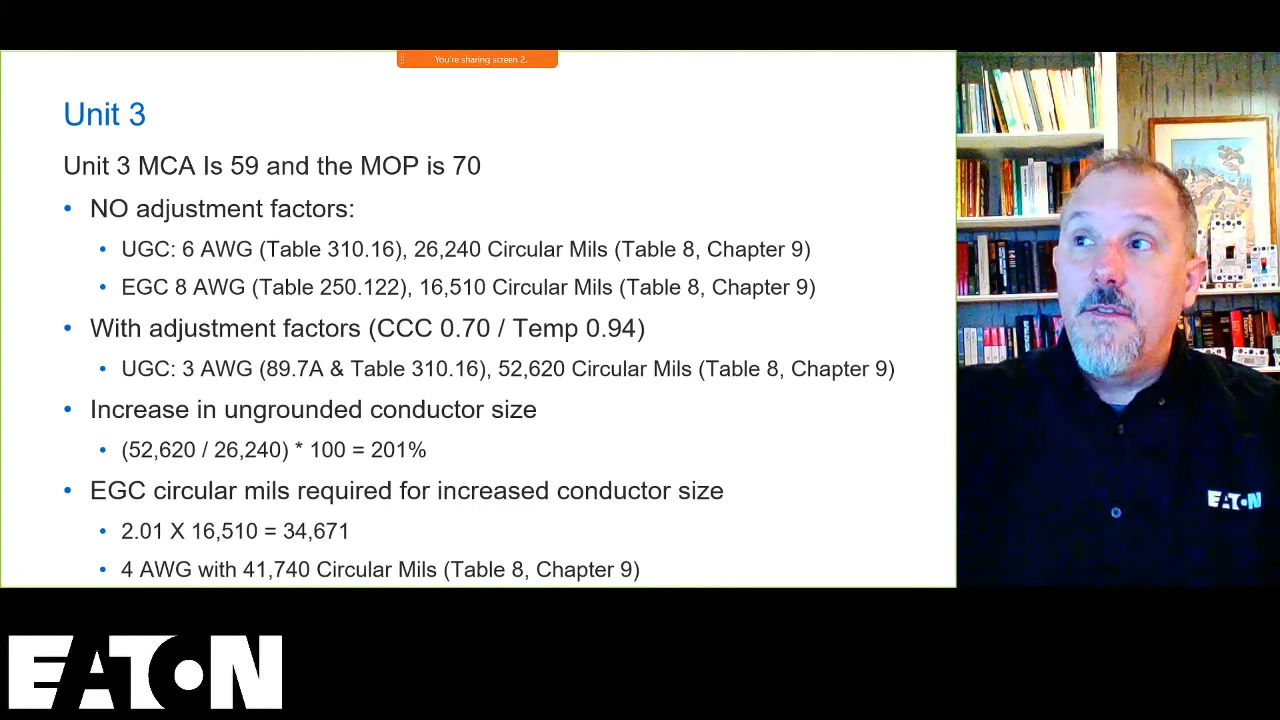 You're sharing screen 2.
Unit 3
Unit 3 MCA Is 59 and the MOP is 70
• NO adjustment factors:
• UGC: 6 AWG (Table 310.16), 26,240 Circular Mils (Table 8, Chapter 9)
• EGC 8 AWG (Table 250.122), 16,510 Circular Mils (Table 8, Chapter 9)
• With adjustment factors (CCC 0.70 / Temp 0.94)
• UGC: 3 AWG (89.7A & Table 310.16), 52,620 Circular Mils (Table 8, Chapter 9)
• Increase in ungrounded conductor size
• (52,620 / 26,240) * 100 = 201%
• EGC circular mils required for increased conductor size
• 2.01 X 16,510 = 34,671
• 4 AWG with 41,740 Circular Mils (Table 8, Chapter 9)
EATON
EATON